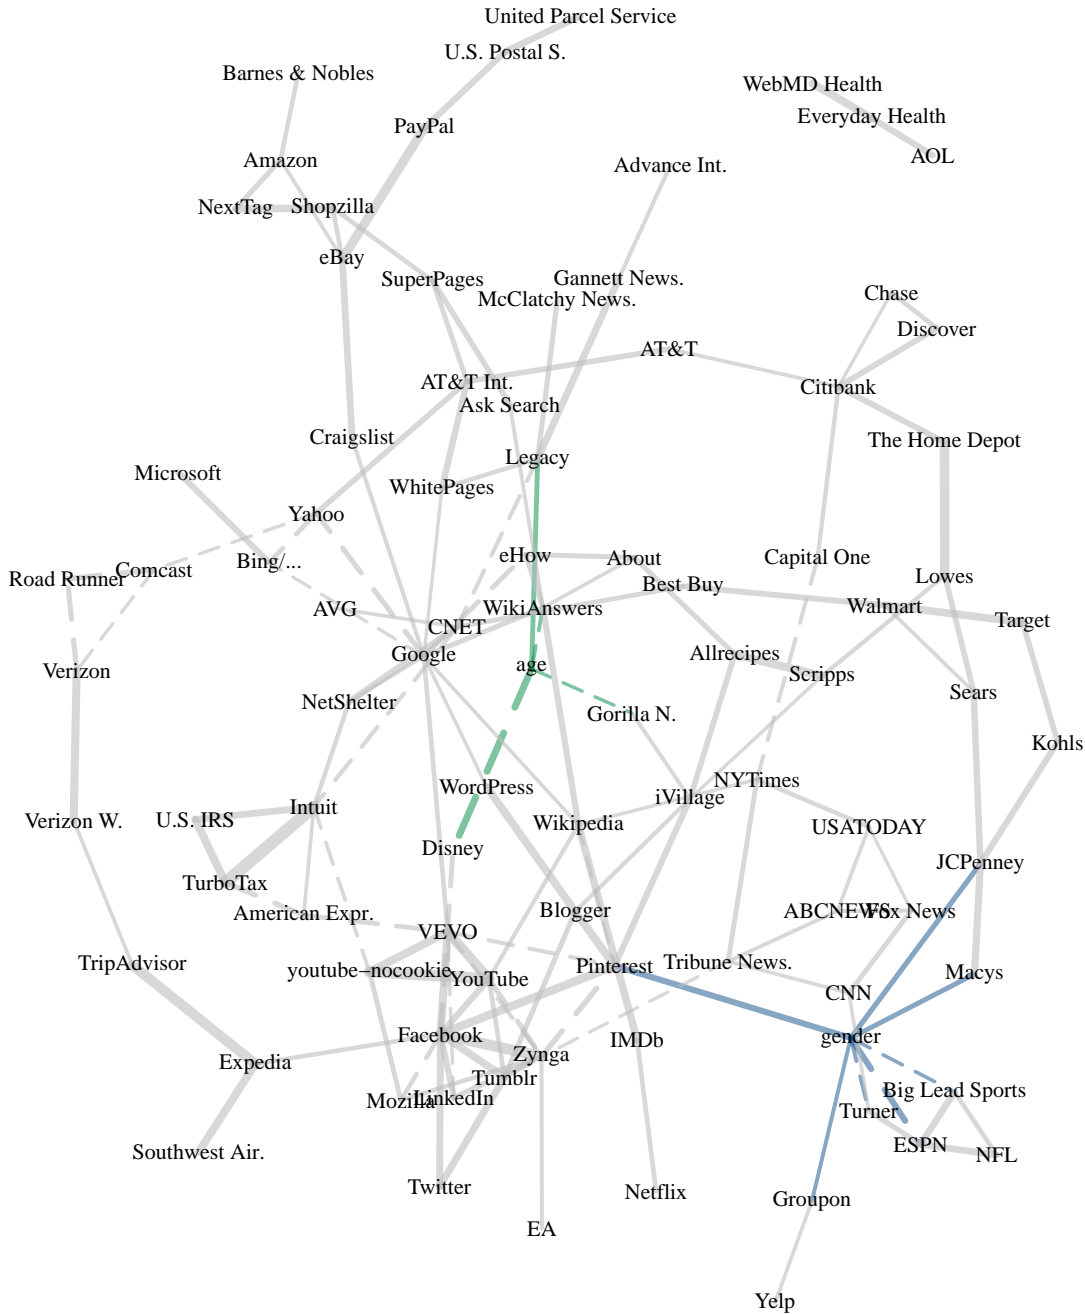 United Parcel Service
U.S. Postal S.
Barnes & Nobles
WebMD Health
Everyday Health
PayPal
AOL
Amazon
Advance Int.
NextTag
Shopzilla
eBay
SuperPages
Gannett News.
McClatchy News.
Chase
Discover
AT&T
AT&T Int.
Citibank
Ask Search
Craigslist
The Home Depot
Legacy
Microsoft
WhitePages
Yahoo
eHow
About
Capital One
Bing/...
Comcast
Road Runner
Lowes
Best Buy
AVG
WikiAnswers
Walmart
Target
CNET
Google
Allrecipes
age
Scripps
Verizon
Sears
NetShelter
Gorilla N.
Kohls
NYTimes
WordPress
iVillage
Intuit
Verizon W.
U.S. IRS
Wikipedia
USATODAY
Disney
JCPenney
TurboTax
American Expr.
Blogger
ABCNEWS
Fox News
VEVO
TripAdvisor
youtube–nocookie
YouTube
Pinterest
Tribune News.
Macys
CNN
Facebook
gender
IMDb
Zynga
Expedia
Tumblr
Big Lead Sports
Mozilla
LinkedIn
Turner
ESPN
NFL
Southwest Air.
Twitter
Netflix
Groupon
EA
Yelp